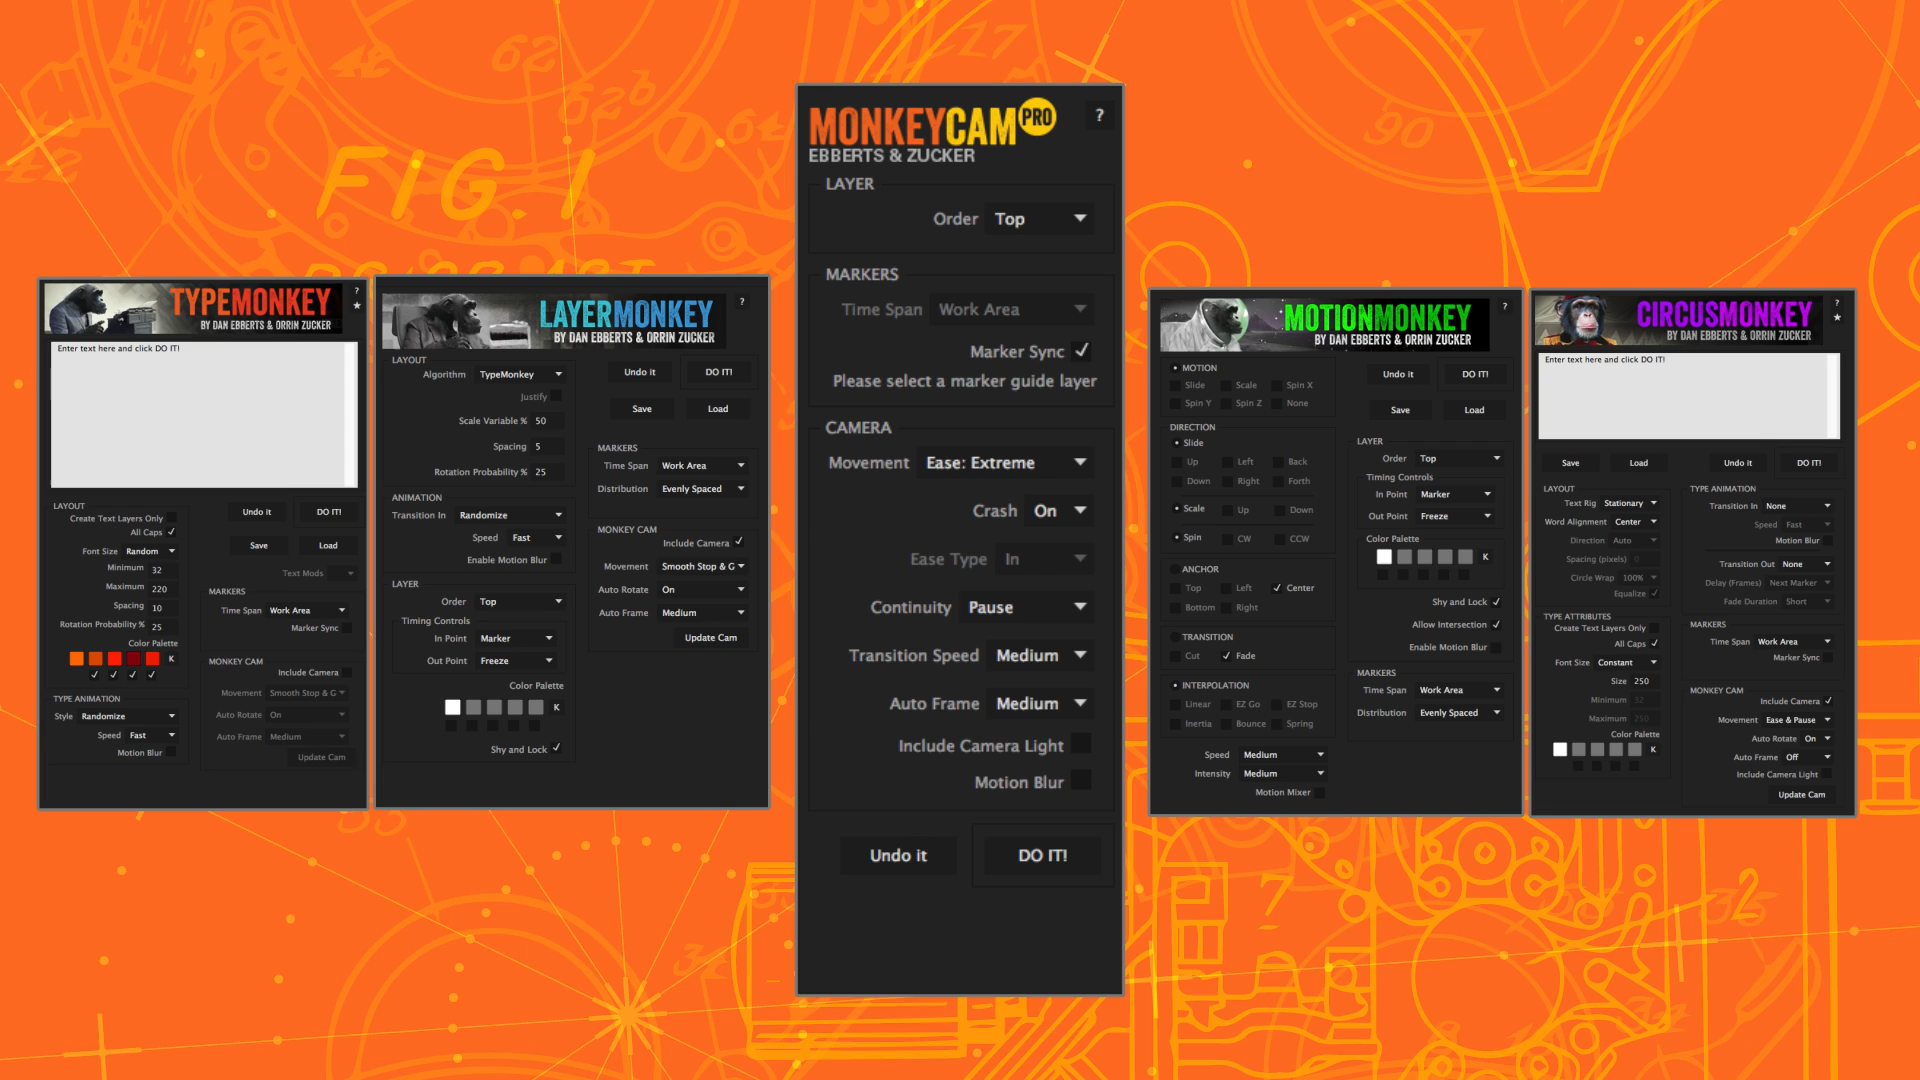 62
48
17
62b
64
90
42
FIG. 1
TYPEMONKEY
BY DAN EBBERTS & ORRIN ZUCKER
?
★
Enter text here and click DO IT!
LAYOUT
Create Text Layers Only
All Caps ✓
Font Size Random
Minimum 32
Maximum 220
Spacing 10
Rotation Probability % 25
Color Palette
K
TYPE ANIMATION
Style Randomize
Speed Fast
Motion Blur
Undo it DO IT!
Save Load
Text Mods
MARKERS
Time Span Work Area
Marker Sync
MONKEY CAM
Include Camera
Movement Smooth Stop & G
Auto Rotate On
Auto Frame Medium
Update Cam
LAYERMONKEY
BY DAN EBBERTS & ORRIN ZUCKER
?
LAYOUT
Algorithm TypeMonkey
Justify
Scale Variable % 50
Spacing 5
Rotation Probability % 25
ANIMATION
Transition In Randomize
Speed Fast
Enable Motion Blur
LAYER
Order Top
Timing Controls
In Point Marker
Out Point Freeze
Color Palette
K
Shy and Lock ✓
Undo it DO IT!
Save Load
MARKERS
Time Span Work Area
Distribution Evenly Spaced
MONKEY CAM
Include Camera ✓
Movement Smooth Stop & G
Auto Rotate On
Auto Frame Medium
Update Cam
MONKEYCAM PRO
EBBERTS & ZUCKER
?
LAYER
Order Top
MARKERS
Time Span Work Area
Marker Sync ✓
Please select a marker guide layer
CAMERA
Movement Ease: Extreme
Crash On
Ease Type In
Continuity Pause
Transition Speed Medium
Auto Frame Medium
Include Camera Light
Motion Blur
Undo it DO IT!
MOTIONMONKEY
BY DAN EBBERTS & ORRIN ZUCKER
?
MOTION
Slide Scale Spin X
Spin Y Spin Z None
DIRECTION
Slide
Up Left Back
Down Right Forth
Scale Up Down
Spin CW CCW
ANCHOR
Top Left ✓ Center
Bottom Right
TRANSITION
Cut ✓ Fade
INTERPOLATION
Linear EZ Go EZ Stop
Inertia Bounce Spring
Speed Medium
Intensity Medium
Motion Mixer
Undo it DO IT!
Save Load
LAYER
Order Top
Timing Controls
In Point Marker
Out Point Freeze
Color Palette
K
Shy and Lock ✓
Allow Intersection ✓
Enable Motion Blur
MARKERS
Time Span Work Area
Distribution Evenly Spaced
CIRCUSMONKEY
BY DAN EBBERTS & ORRIN ZUCKER
?
★
Enter text here and click DO IT!
Save Load Undo it DO IT!
LAYOUT
Text Rig Stationary
Word Alignment Center
Direction Auto
Spacing (pixels) 0
Circle Wrap 100%
Equalize ✓
TYPE ATTRIBUTES
Create Text Layers Only
All Caps ✓
Font Size Constant
Size 250
Minimum 32
Maximum 250
Color Palette
K
TYPE ANIMATION
Transition In None
Speed Fast
Motion Blur
Transition Out None
Delay (Frames) Next Marker
Fade Duration Short
MARKERS
Time Span Work Area
Marker Sync
MONKEY CAM
Include Camera ✓
Movement Ease & Pause
Auto Rotate On
Auto Frame Off
Include Camera Light
Update Cam
7
2
34